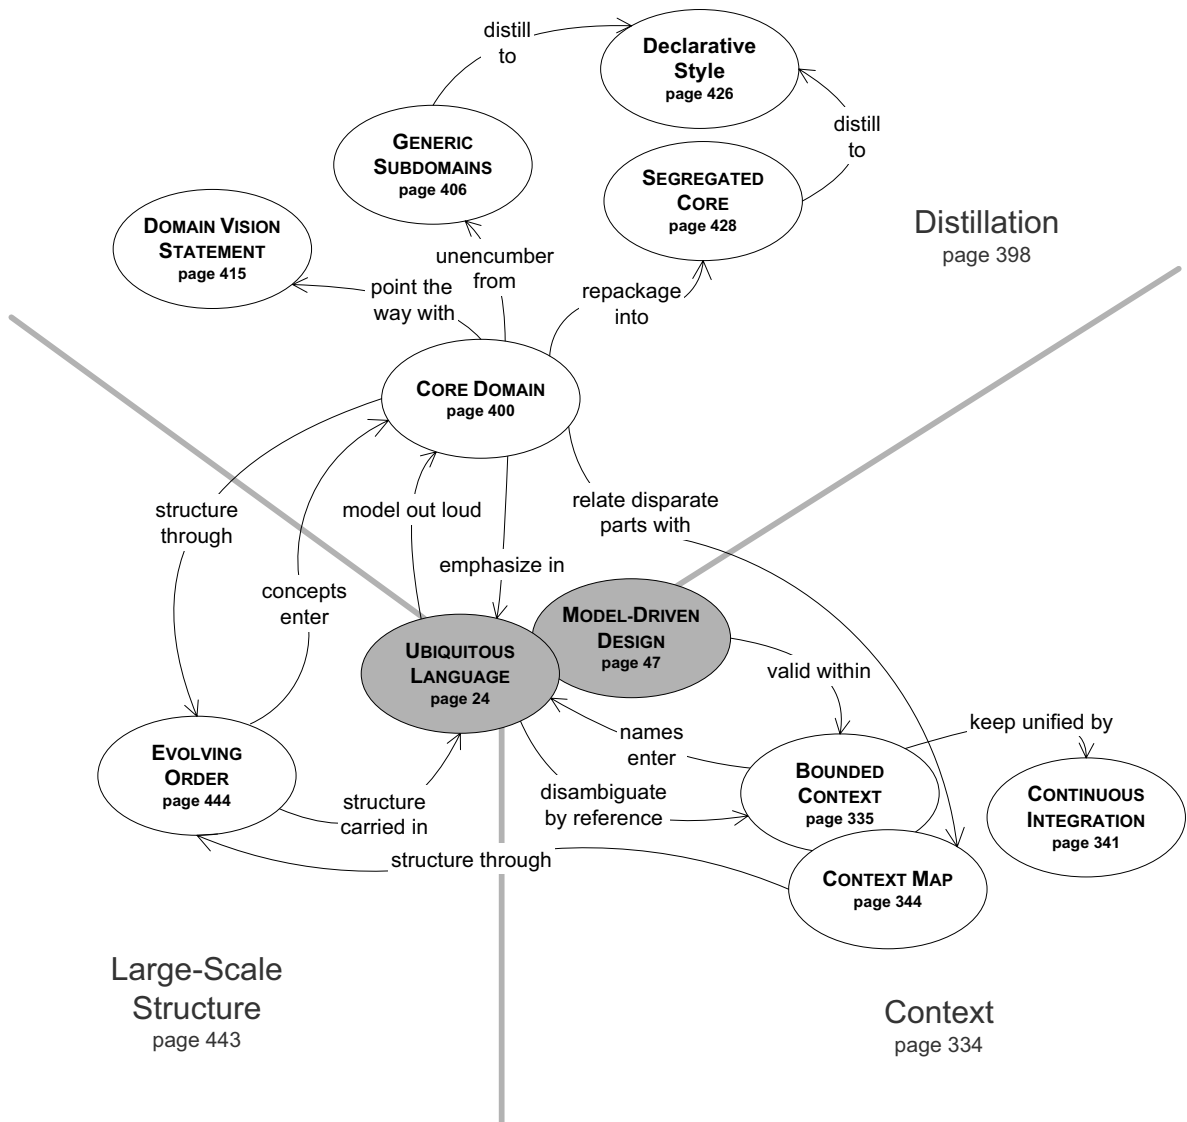 distill
to
Declarative
Style
page 426
distill
to
GENERIC
SUBDOMAINS
page 406
SEGREGATED
CORE
page 428
Distillation
page 398
DOMAIN VISION
STATEMENT
page 415
unencumber
from
point the
way with
repackage
into
CORE DOMAIN
page 400
structure
through
model out loud
relate disparate
parts with
concepts
enter
emphasize in
MODEL-DRIVEN
DESIGN
page 47
UBIQUITOUS
LANGUAGE
page 24
valid within
names
enter
keep unified by
EVOLVING
ORDER
page 444
structure
carried in
disambiguate
by reference
BOUNDED
CONTEXT
page 335
CONTINUOUS
INTEGRATION
page 341
structure through
CONTEXT MAP
page 344
Large-Scale
Structure
page 443
Context
page 334